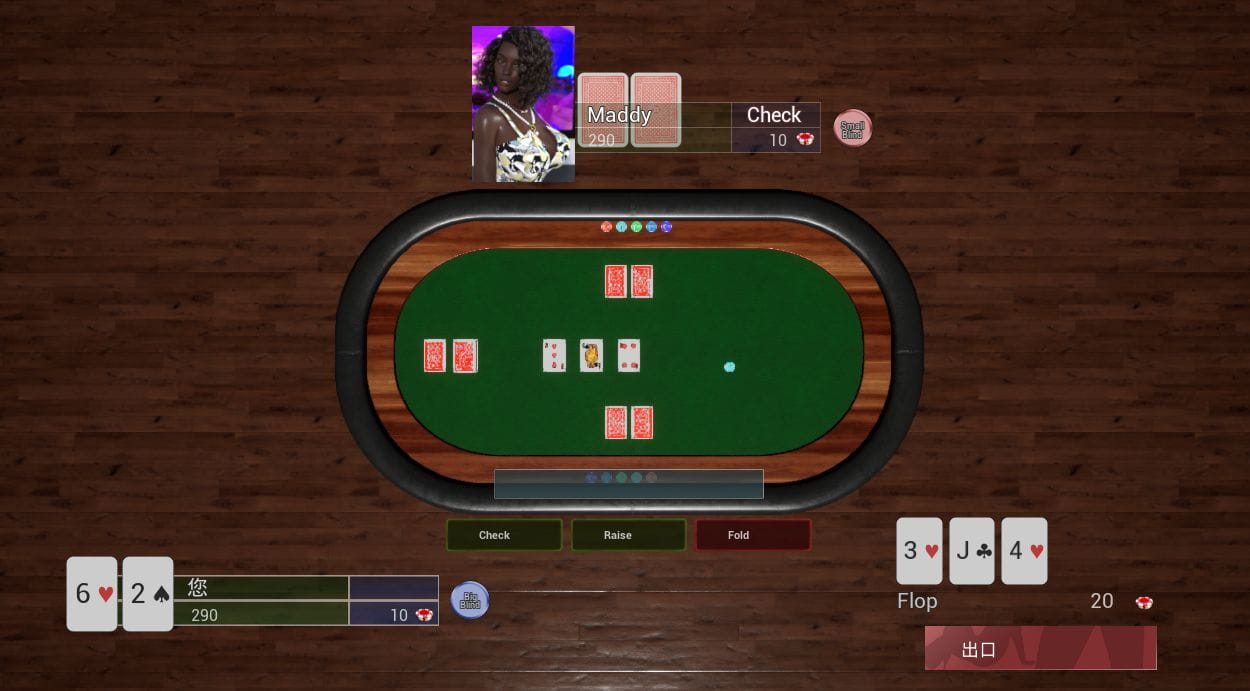 Maddy
Check
290
10
Small
Blind
Check
Raise
Fold
3♥
J♣
4♥
6♥
2♠
您
290
10
Big
Blind
Flop
20
出口